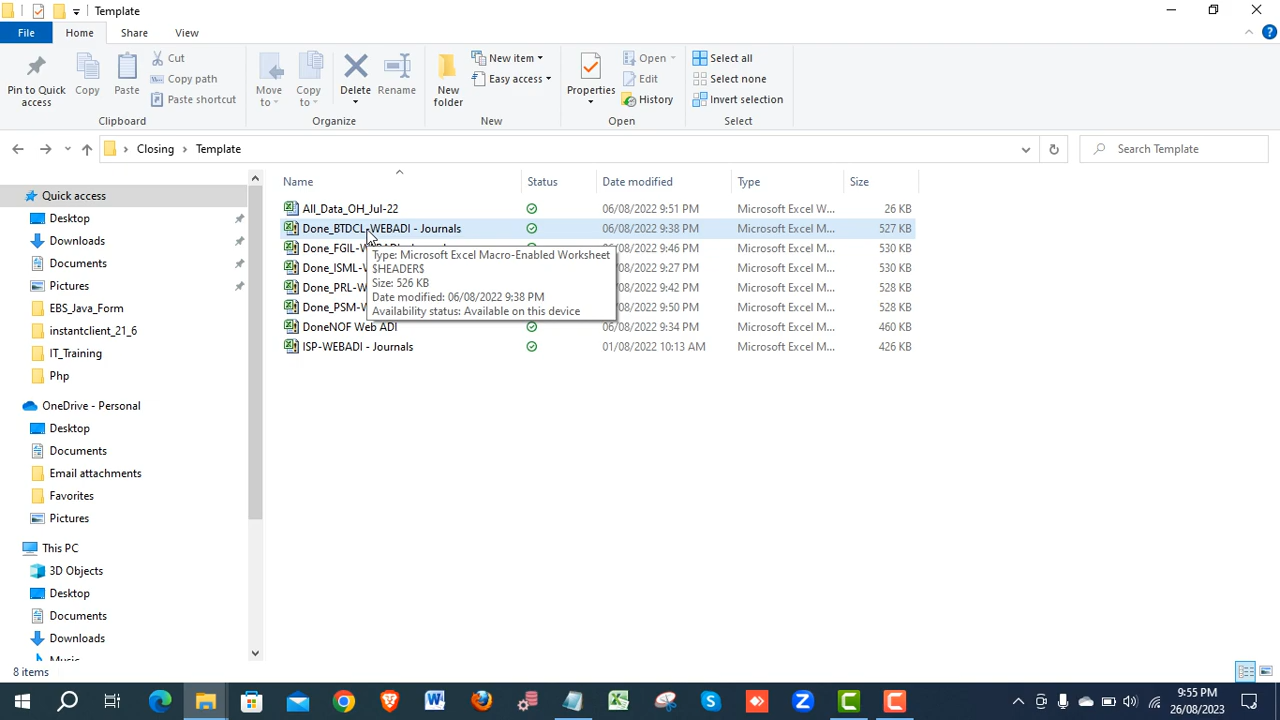 Template
File
Home
Share
View
Pin to Quick access
Copy
Paste
Cut
Copy path
Paste shortcut
Clipboard
Move to
Copy to
Delete
Rename
Organize
New folder
New item
Easy access
New
Properties
Open
Edit
History
Open
Select all
Select none
Invert selection
Select
Closing
Template
Search Template
Name
Status
Date modified
Type
Size
All_Data_OH_Jul-22
06/08/2022 9:51 PM
Microsoft Excel W...
26 KB
Done_BTDCL-WEBADI - Journals
06/08/2022 9:38 PM
Microsoft Excel M...
527 KB
Done_FGIL-
06/08/2022 9:46 PM
Microsoft Excel M...
530 KB
Done_ISML-W
06/08/2022 9:27 PM
Microsoft Excel M...
530 KB
Done_PRL-W
06/08/2022 9:42 PM
Microsoft Excel M...
528 KB
Done_PSM-W
06/08/2022 9:50 PM
Microsoft Excel M...
528 KB
DoneNOF Web ADI
06/08/2022 9:34 PM
Microsoft Excel M...
460 KB
ISP-WEBADI - Journals
01/08/2022 10:13 AM
Microsoft Excel M...
426 KB
Type: Microsoft Excel Macro-Enabled Worksheet
$HEADER$
Size: 526 KB
Date modified: 06/08/2022 9:38 PM
Availability status: Available on this device
Quick access
Desktop
Downloads
Documents
Pictures
EBS_Java_Form
instantclient_21_6
IT_Training
Php
OneDrive - Personal
Desktop
Documents
Email attachments
Favorites
Pictures
This PC
3D Objects
Desktop
Documents
Downloads
Music
8 items
9:55 PM
26/08/2023